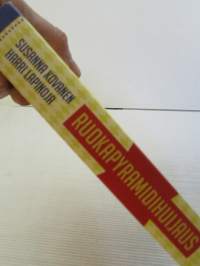 SUSANNA KOVANEN
HARRI LAPINOJA
RUOKAPYRAMIDIHUIJAUS